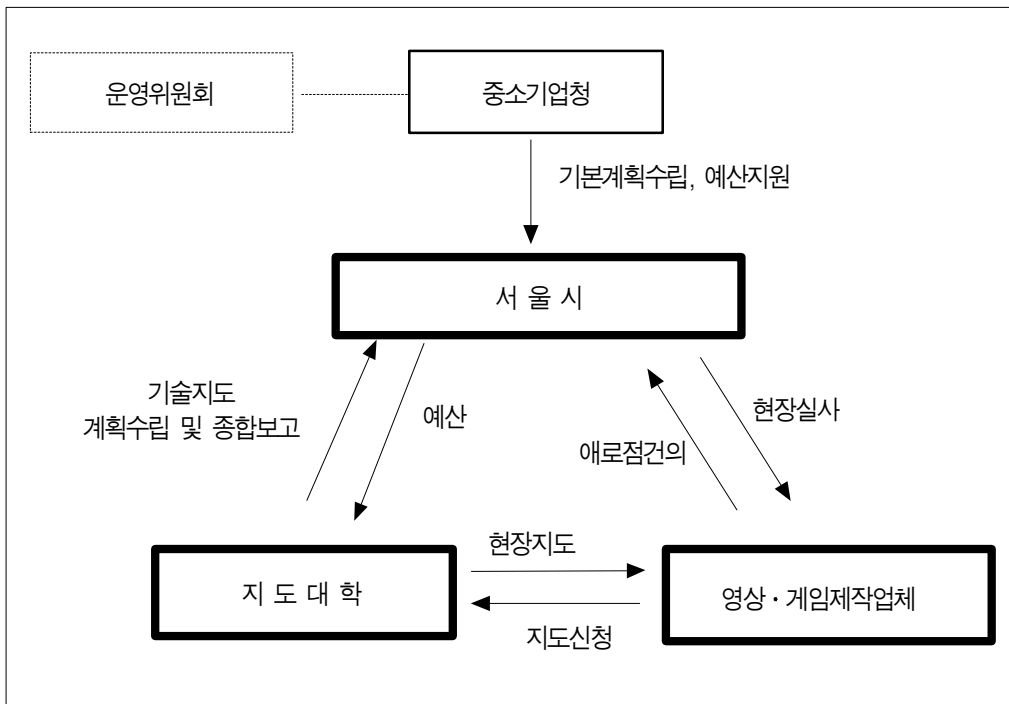 운영위원회
중소기업청
기본계획수립, 예산지원
서 울 시
기술지도
계획수립 및 종합보고
예산
애로점건의
현장실사
지 도 대 학
현장지도
지도신청
영상·게임제작업체